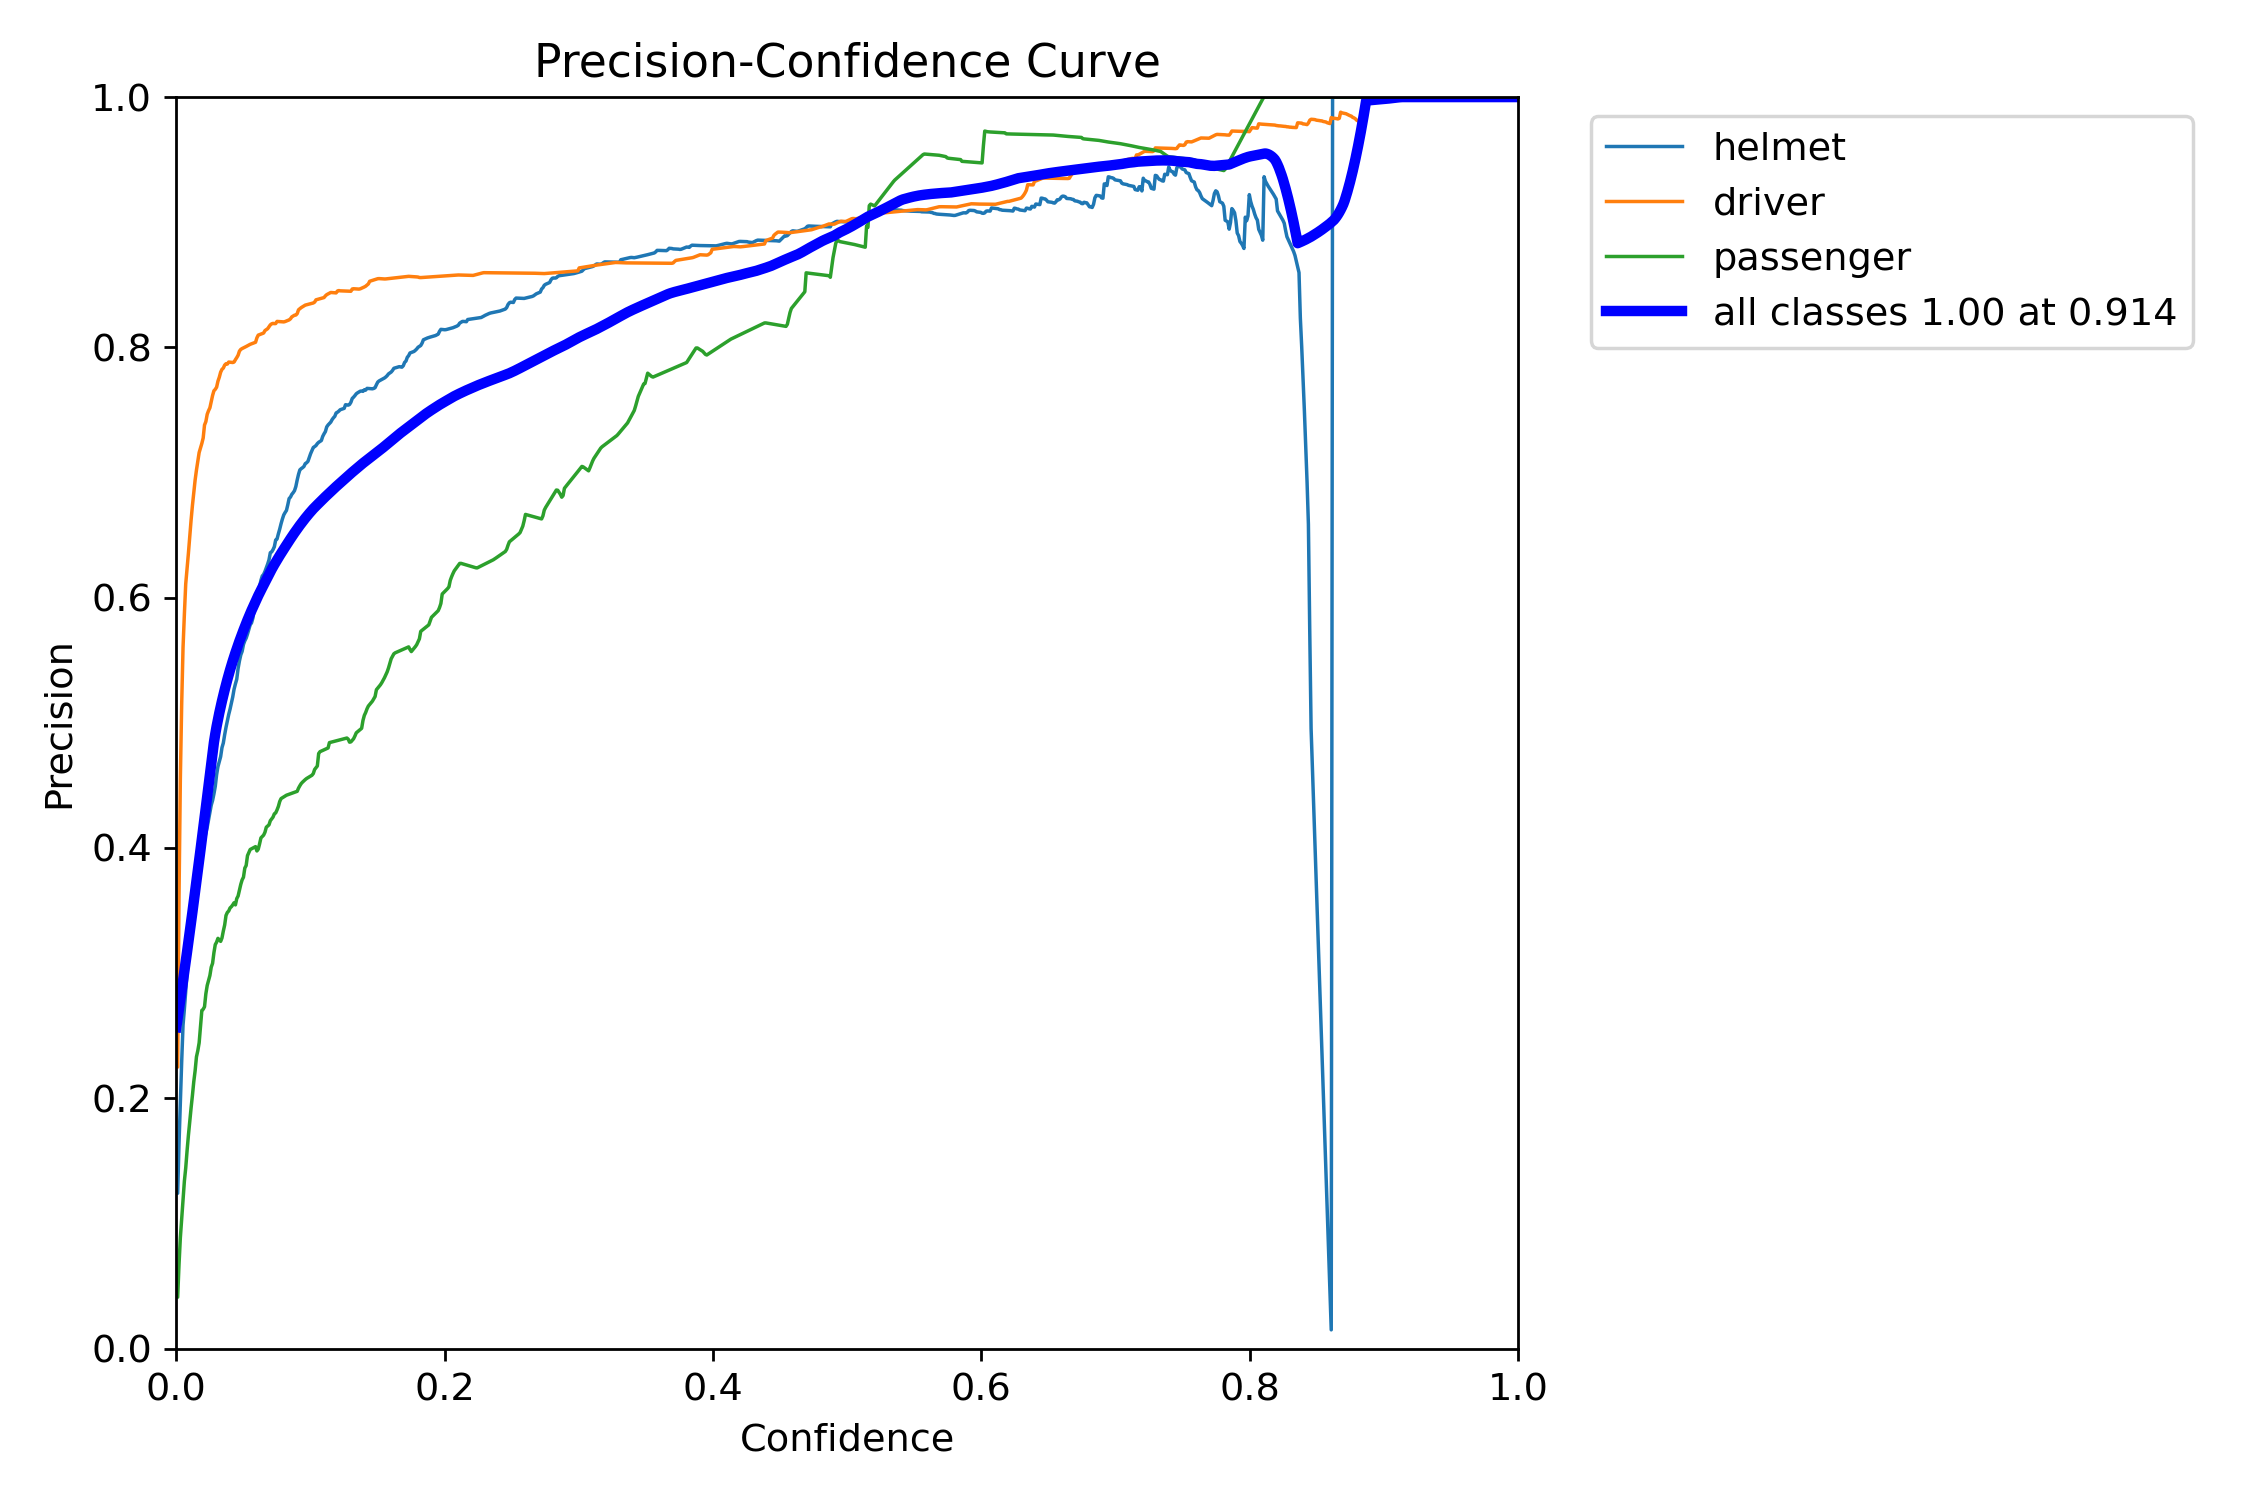 Precision-Confidence Curve
1.0
0.8
0.6
0.4
0.2
0.0
Precision
0.0 0.2 0.4 0.6 0.8 1.0
Confidence
helmet
driver
passenger
all classes 1.00 at 0.914